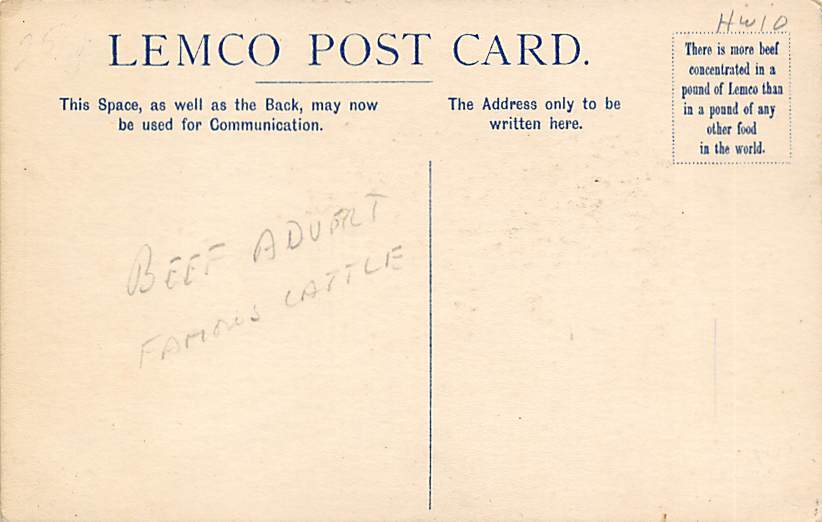 HW10
LEMCO POST CARD.
This Space, as well as the Back, may now
be used for Communication.
The Address only to be
written here.
There is more beef
concentrated in a
pound of Lemco than
in a pound of any
other food
in the world.
BEEF ADVERT
FAMOUS CATTLE